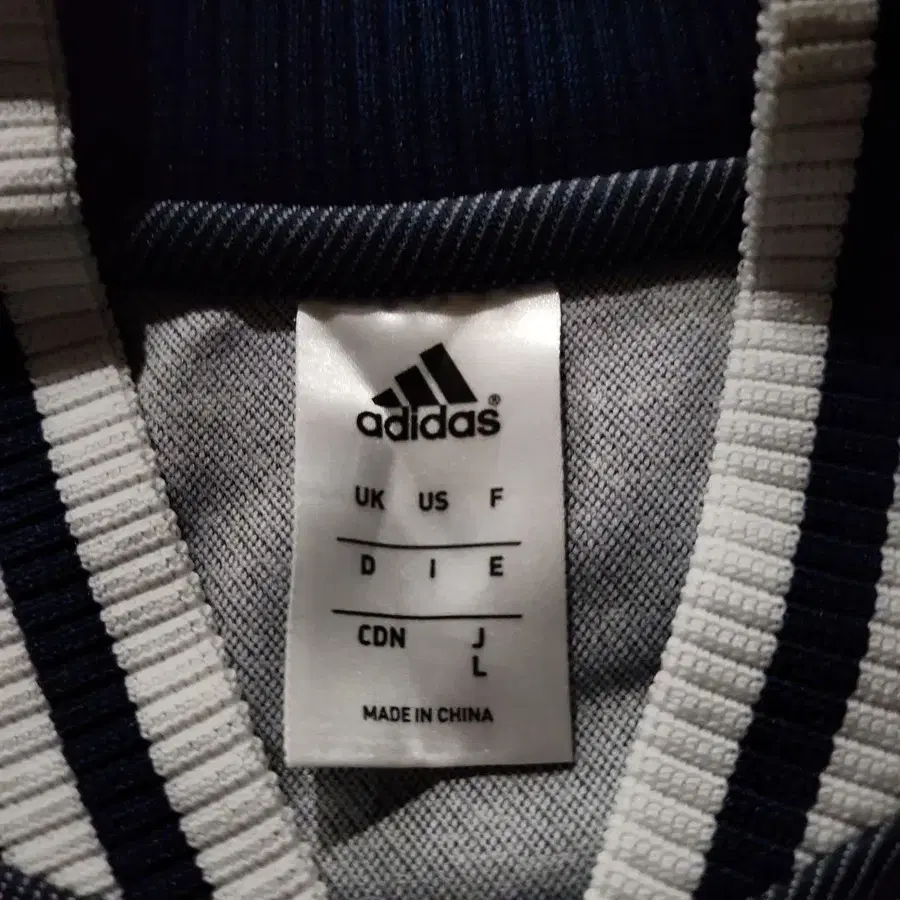 adidas®
UK US F
D I E
CDN J
L
MADE IN CHINA